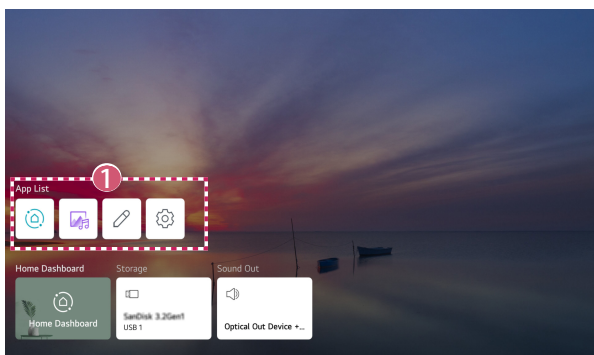 1
App List
Home Dashboard Storage Sound Out
Home Dashboard
SanDisk 3.2Gen1
USB 1
Optical Out Device +...